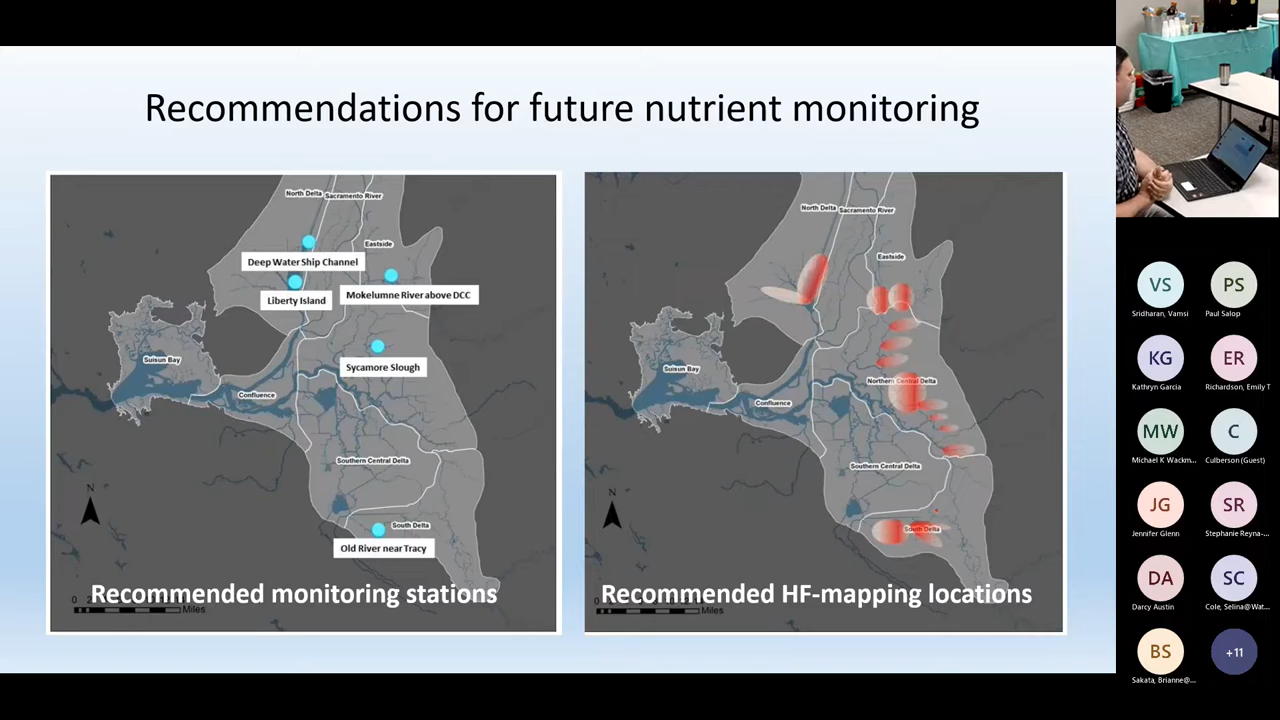 Recommendations for future nutrient monitoring
North Delta
Sacramento River
Eastside
Deep Water Ship Channel
Liberty Island
Mokelumne River above DCC
Sycamore Slough
Suisun Bay
Confluence
Southern Central Delta
N
South Delta
Old River near Tracy
Recommended monitoring stations
0
Miles
North Delta
Sacramento River
Eastside
Suisun Bay
Northern Central Delta
Confluence
Southern Central Delta
N
South Delta
Recommended HF-mapping locations
0
Miles
VS
Sridharan, Vamsi
PS
Paul Salop
KG
Kathryn Garcia
ER
Richardson, Emily T
MW
Michael K Wackm...
C
Culberson (Guest)
JG
Jennifer Glenn
SR
Stephanie Reyna-...
DA
Darcy Austin
SC
Cole, Selina@Wat...
BS
Sakata, Brianne@...
+11